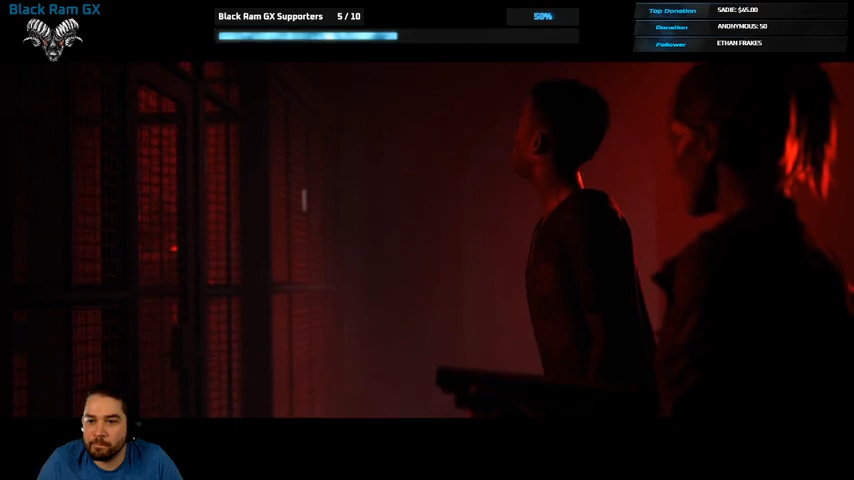 Black Ram GX
Black Ram GX Supporters 5 / 10
50%
Top Donation SADIE: $45.00
Donation ANONYMOUS: 50
Follower ETHAN FRAKES